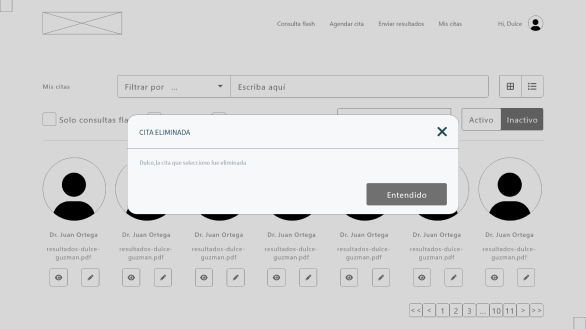 Consulta flash Agendar cita Enviar resultados Mis citas Hi, Dulce
Mis citas Filtrar por ... Escriba aquí
Solo consultas fla Activo Inactivo
CITA ELIMINADA
Dulce,la cita que selecciono fue eliminada
Entendido
Dr. Juan Ortega Dr. Juan Ortega Dr. Juan Ortega Dr. Juan Ortega Dr. Juan Ortega Dr. Juan Ortega Dr. Juan Ortega
resultados-dulce- resultados-dulce- resultados-dulce- resultados-dulce- resultados-dulce- resultados-dulce- resultados-dulce-
guzman.pdf guzman.pdf guzman.pdf guzman.pdf guzman.pdf guzman.pdf guzman.pdf
<< < 1 2 3 ... 10 11 > >>